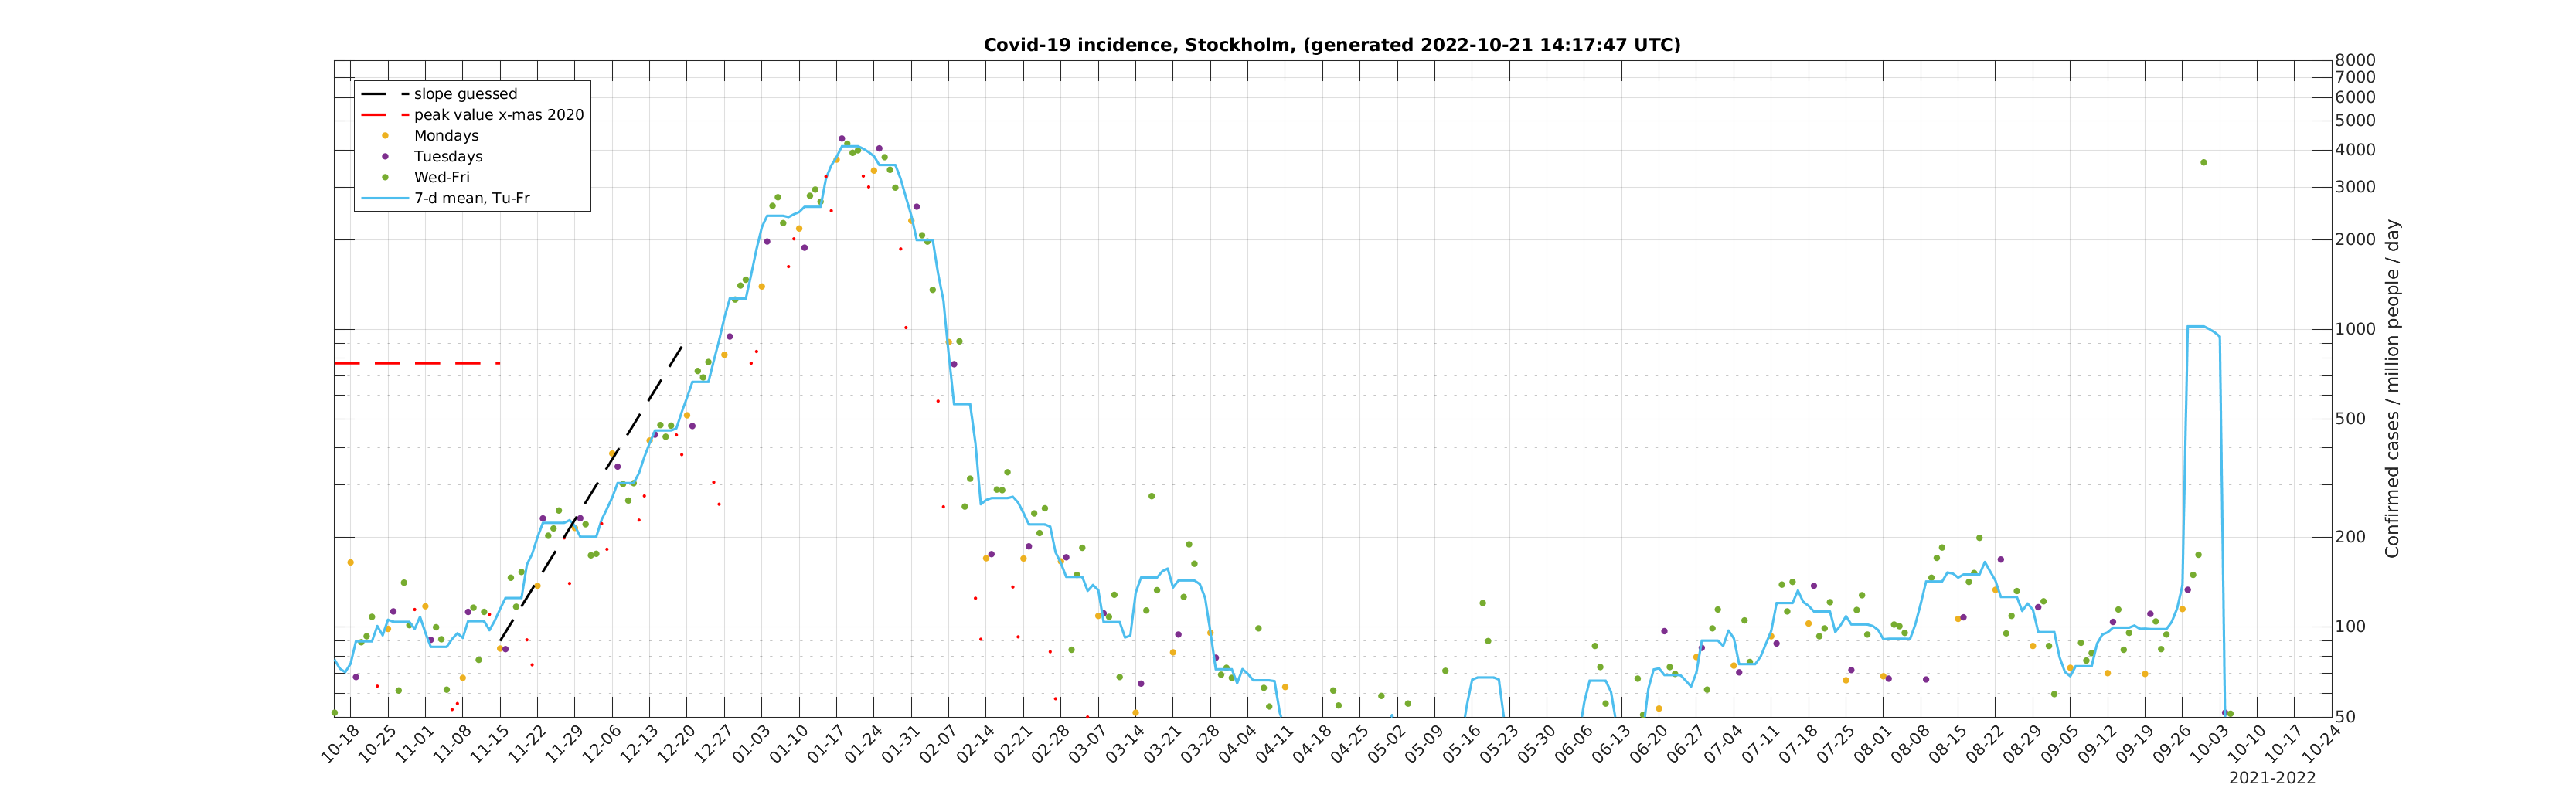 Covid-19 incidence, Stockholm, (generated 2022-10-21 14:17:47 UTC)
slope guessed
peak value x-mas 2020
Mondays
Tuesdays
Wed-Fri
7-d mean, Tu-Fr
8000
7000
6000
5000
4000
3000
2000
1000
500
200
100
50
Confirmed cases / million people / day
10-18 10-25 11-01 11-08 11-15 11-22 11-29 12-06 12-13 12-20 12-27 01-03 01-10 01-17 01-24 01-31 02-07 02-14 02-21 02-28 03-07 03-14 03-21 03-28 04-04 04-11 04-18 04-25 05-02 05-09 05-16 05-23 05-30 06-06 06-13 06-20 06-27 07-04 07-11 07-18 07-25 08-01 08-08 08-15 08-22 08-29 09-05 09-12 09-19 09-26 10-03 10-10 10-17 10-24
2021-2022